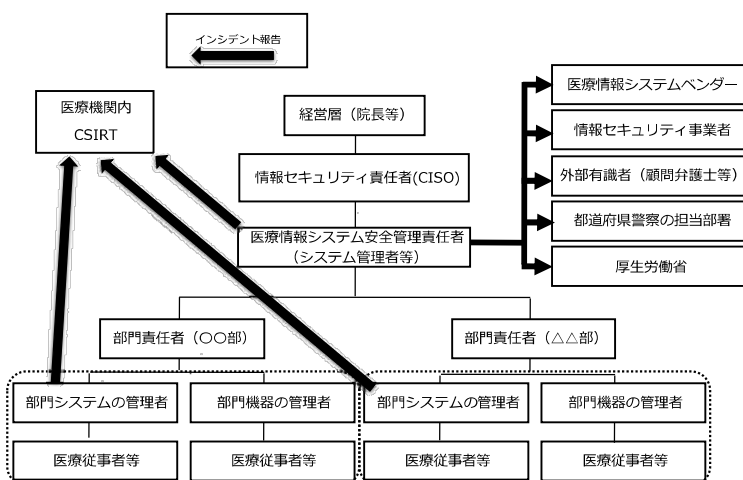 インシデント報告
医療機関内
CSIRT
経営層（院長等）
情報セキュリティ責任者(CISO)
医療情報システム安全管理責任者
（システム管理者等）
医療情報システムベンダー
情報セキュリティ事業者
外部有識者（顧問弁護士等）
都道府県警察の担当部署
厚生労働省
部門責任者（〇〇部）
部門責任者（△△部）
部門システムの管理者
部門機器の管理者
部門システムの管理者
部門機器の管理者
医療従事者等
医療従事者等
医療従事者等
医療従事者等